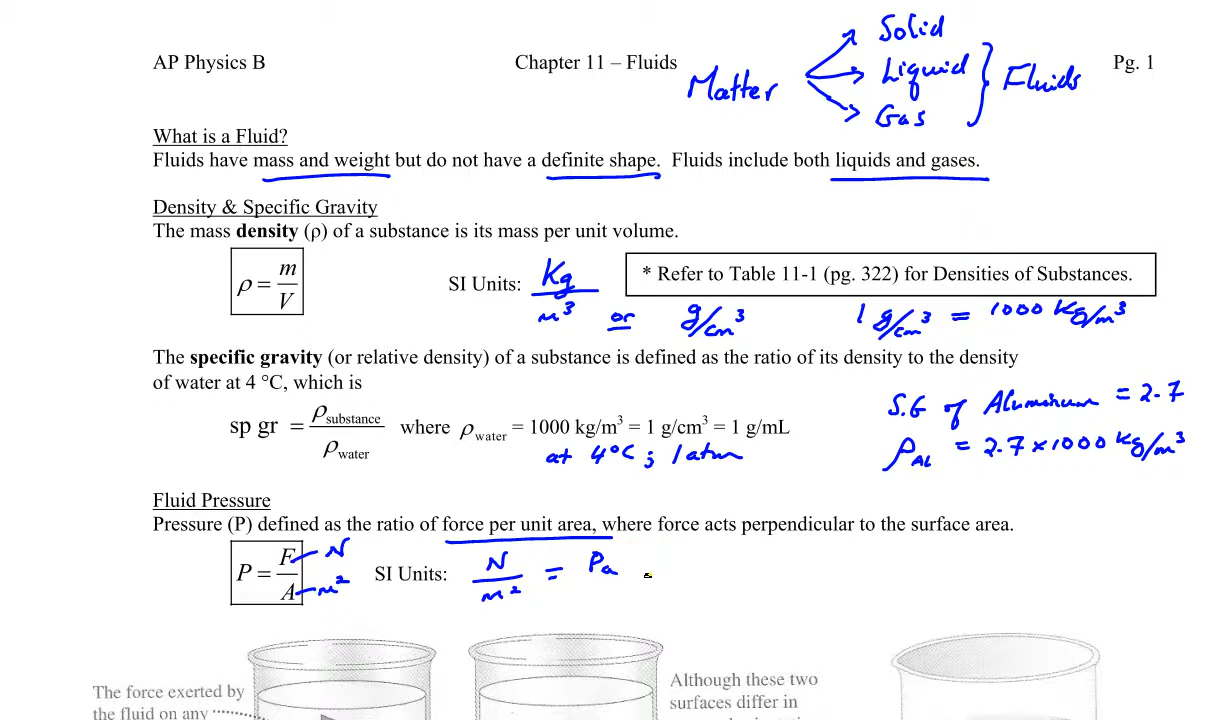 AP Physics B
Chapter 11 – Fluids
Pg. 1
Matter
Solid
Liquid
Gas
Fluids
What is a Fluid?
Fluids have mass and weight but do not have a definite shape. Fluids include both liquids and gases.
Density & Specific Gravity
The mass density (ρ) of a substance is its mass per unit volume.
ρ = m/V
SI Units: Kg/m³ or g/cm³
* Refer to Table 11-1 (pg. 322) for Densities of Substances.
1 g/cm³ = 1000 Kg/m³
The specific gravity (or relative density) of a substance is defined as the ratio of its density to the density
of water at 4 °C, which is
sp gr = ρsubstance/ρwater where ρwater = 1000 kg/m³ = 1 g/cm³ = 1 g/mL
at 4°C ; 1 atm
S.G of Aluminum = 2.7
ρAL = 2.7 x 1000 Kg/m³
Fluid Pressure
Pressure (P) defined as the ratio of force per unit area, where force acts perpendicular to the surface area.
P = F/A
N
m²
SI Units: N/m² = Pa
The force exerted by
the fluid on any
Although these two
surfaces differ in